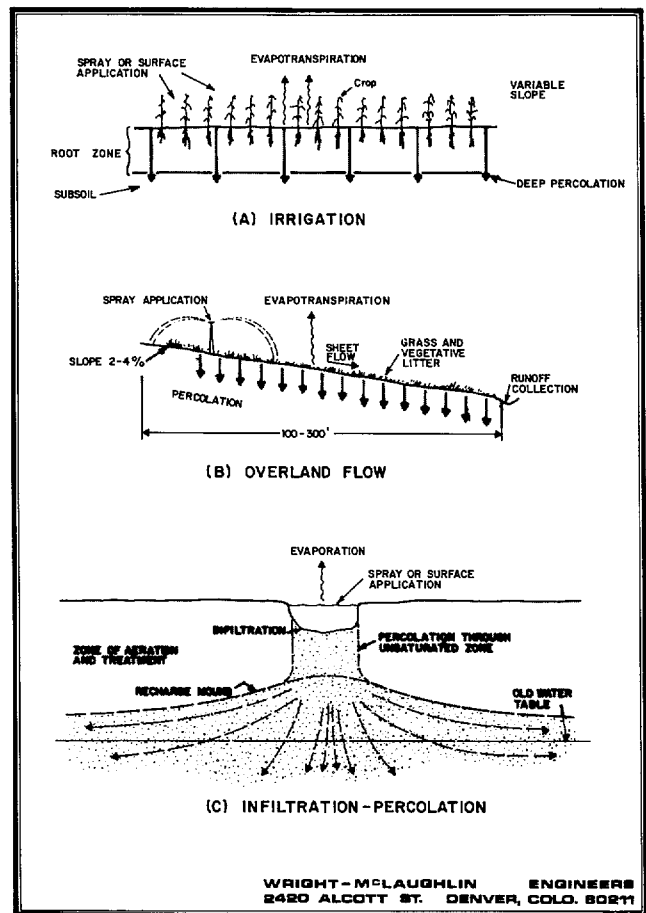 SPRAY OR SURFACE
APPLICATION
EVAPOTRANSPIRATION
Crop
VARIABLE
SLOPE
ROOT ZONE
SUBSOIL
DEEP PERCOLATION
(A) IRRIGATION
SPRAY APPLICATION
EVAPOTRANSPIRATION
SLOPE 2-4%
SHEET
FLOW
GRASS AND
VEGETATIVE
LITTER
RUNOFF
COLLECTION
PERCOLATION
100-300'
(B) OVERLAND FLOW
EVAPORATION
SPRAY OR SURFACE
APPLICATION
INFILTRATION
PERCOLATION THROUGH
UNSATURATED ZONE
ZONE OF AERATION
AND TREATMENT
RECHARGE MOUND
OLD WATER
TABLE
(C) INFILTRATION-PERCOLATION
WRIGHT-McLAUGHLIN ENGINEERS
2420 ALCOTT ST. DENVER, COLO. 80211